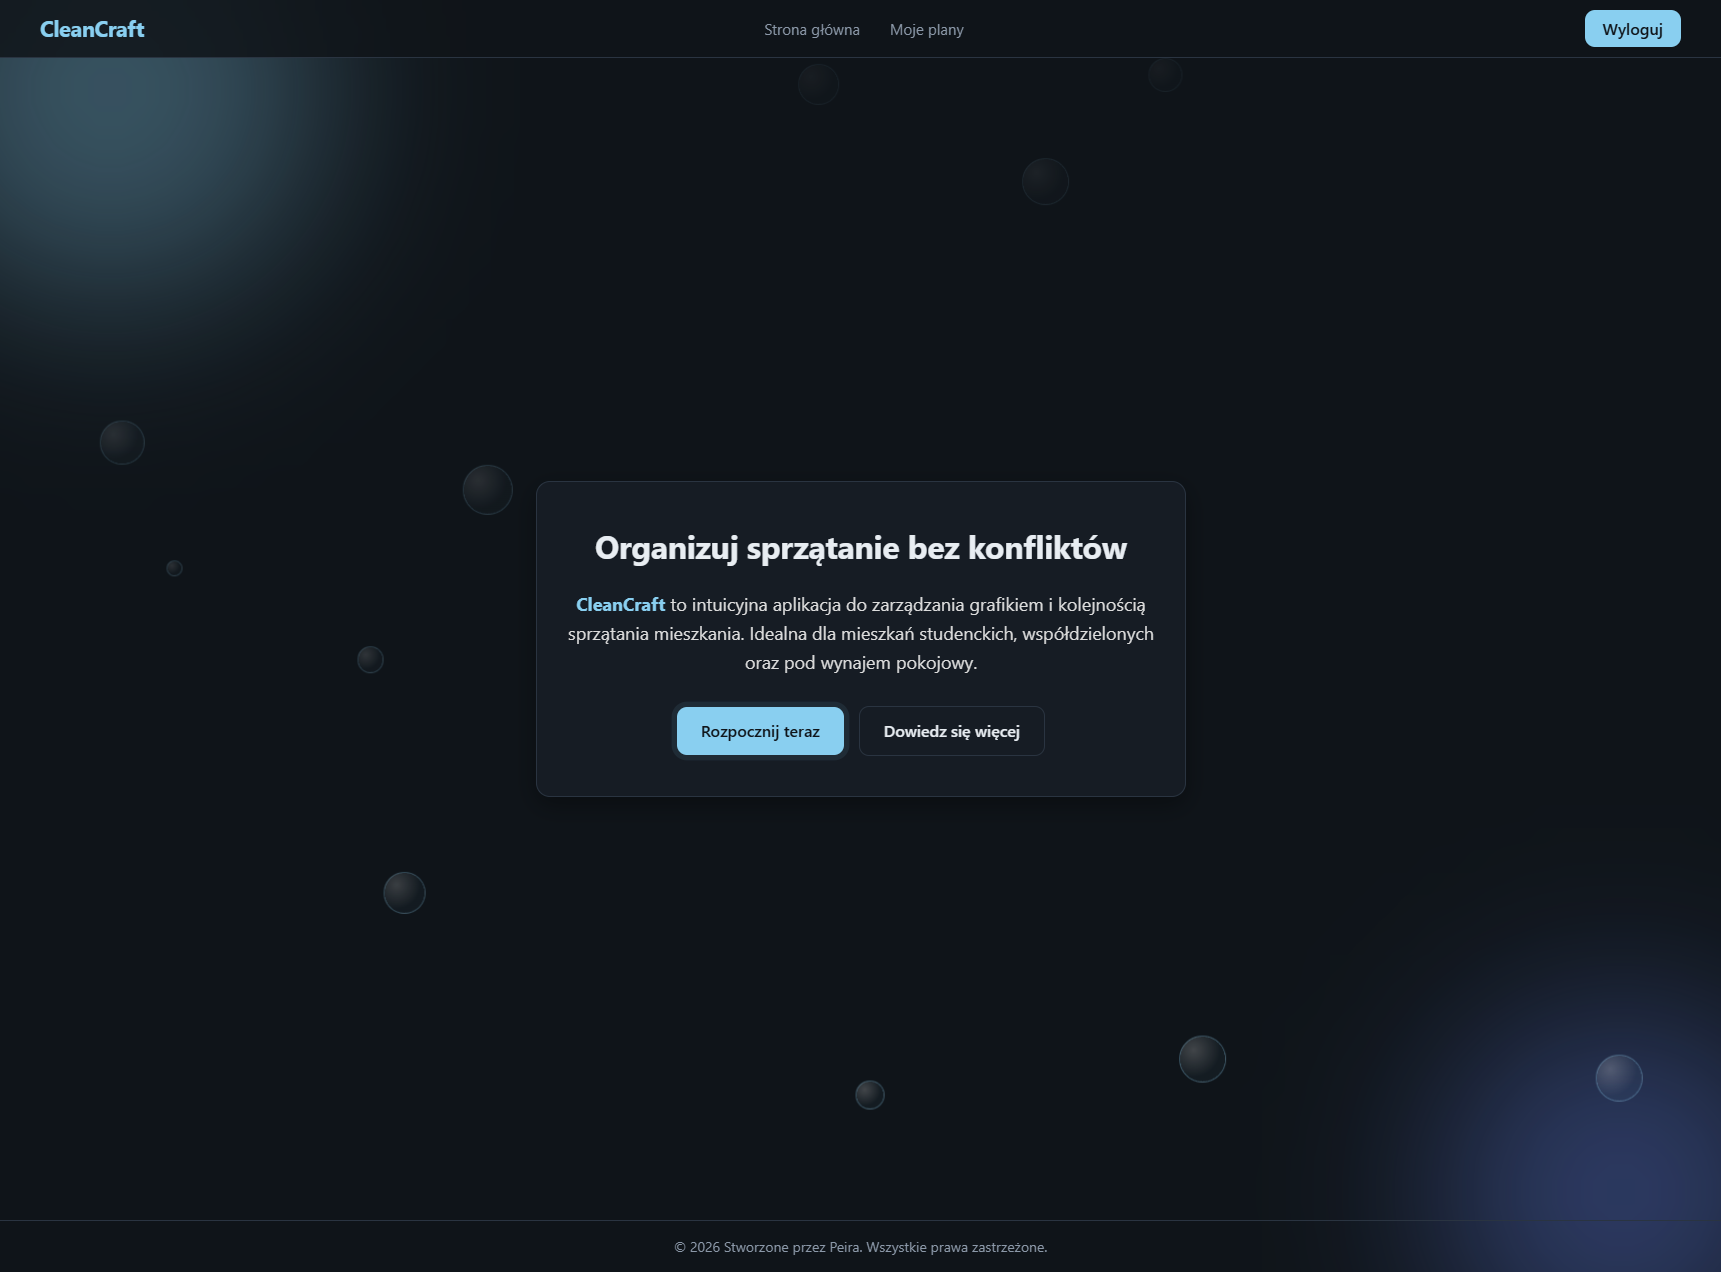 CleanCraft
Strona główna
Moje plany
Wyloguj
Organizuj sprzątanie bez konfliktów
CleanCraft to intuicyjna aplikacja do zarządzania grafikiem i kolejnością
sprzątania mieszkania. Idealna dla mieszkań studenckich, współdzielonych
oraz pod wynajem pokojowy.
Rozpocznij teraz
Dowiedz się więcej
© 2026 Stworzone przez Peira. Wszystkie prawa zastrzeżone.